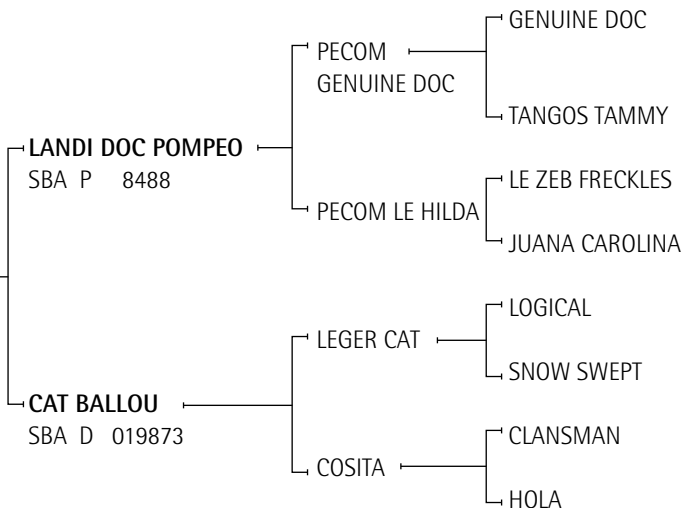 GENUINE DOC
PECOM
GENUINE DOC
TANGOS TAMMY
LANDI DOC POMPEO
SBA P 8488
LE ZEB FRECKLES
PECOM LE HILDA
JUANA CAROLINA
LOGICAL
LEGER CAT
SNOW SWEPT
CAT BALLOU
SBA D 019873
CLANSMAN
COSITA
HOLA